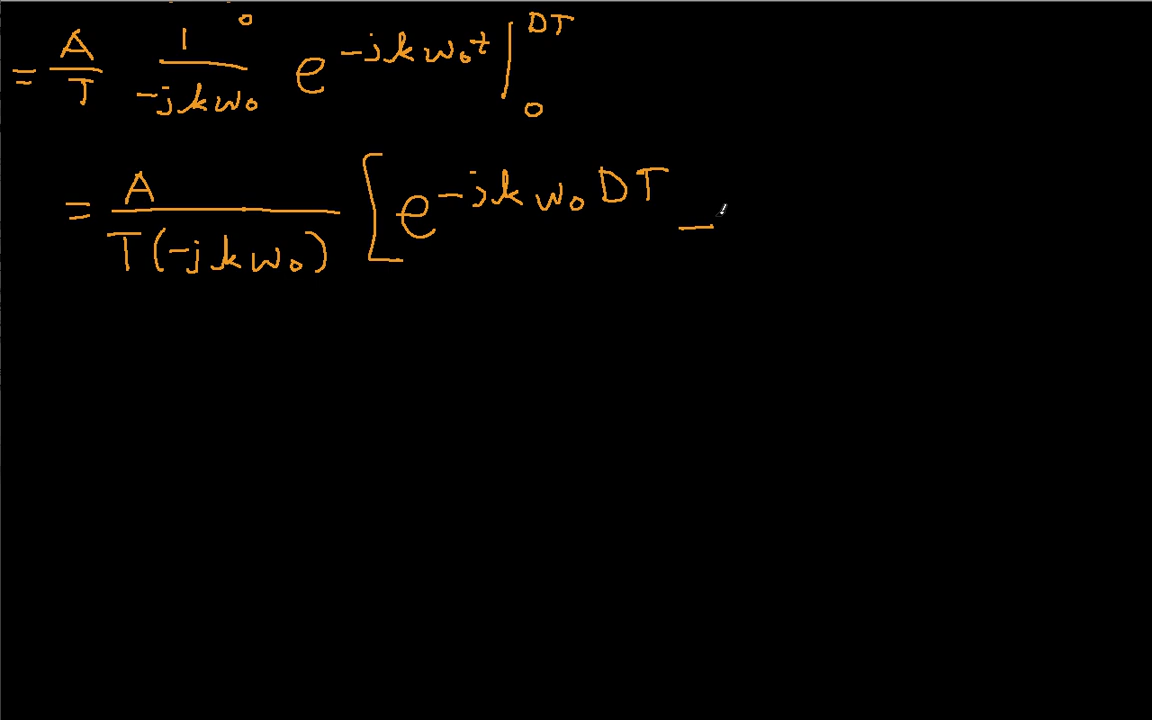 = A/T 1/(-jkw₀) e^(-jkw₀t) |₀^DT
= A/(T(-jkw₀)) [e^(-jkw₀DT) -